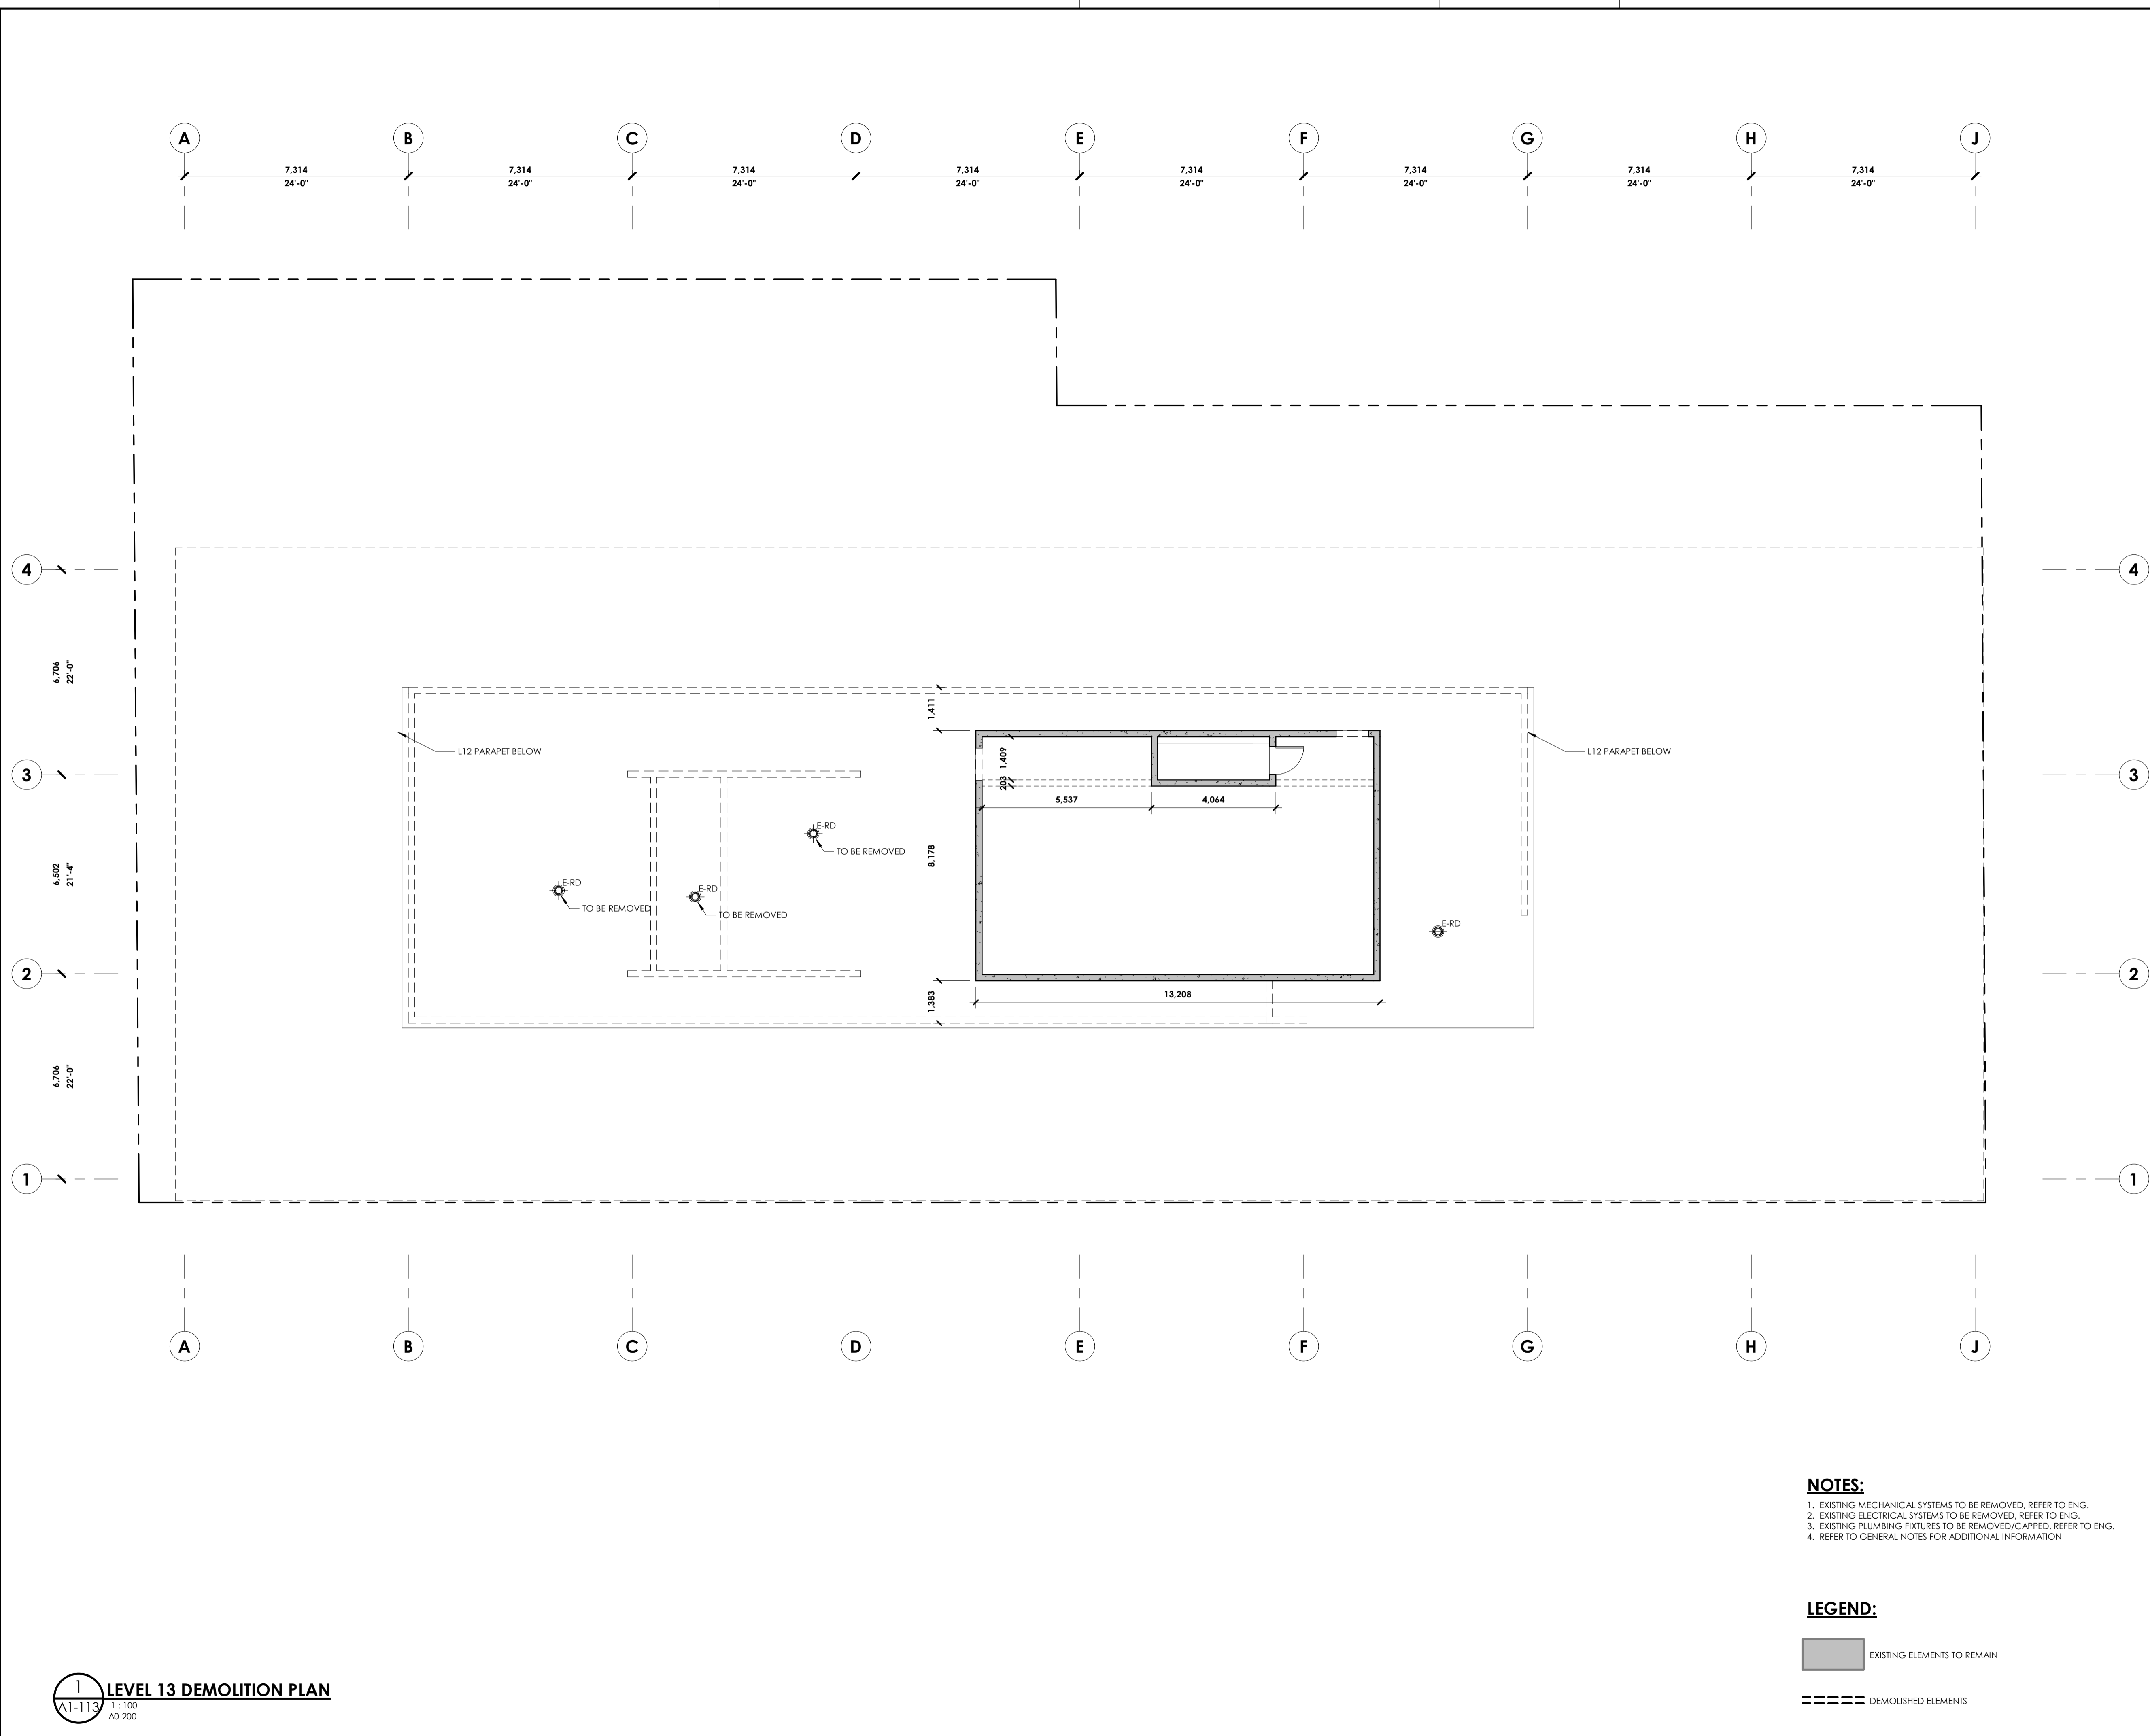 A B C D E F G H J
7,314 7,314 7,314 7,314 7,314 7,314 7,314 7,314
24'-0" 24'-0" 24'-0" 24'-0" 24'-0" 24'-0" 24'-0" 24'-0"
4 4
6,706
22'-0"
1,411
L12 PARAPET BELOW
L12 PARAPET BELOW
3 3
1,409
203
5,537 4,064
E-RD
TO BE REMOVED
8,178
6,502
21'-4"
E-RD
TO BE REMOVED
E-RD
TO BE REMOVED
E-RD
2 2
13,208
1,383
6,706
22'-0"
1 1
A B C D E F G H J
NOTES:
1. EXISTING MECHANICAL SYSTEMS TO BE REMOVED, REFER TO ENG.
2. EXISTING ELECTRICAL SYSTEMS TO BE REMOVED, REFER TO ENG.
3. EXISTING PLUMBING FIXTURES TO BE REMOVED/CAPPED, REFER TO ENG.
4. REFER TO GENERAL NOTES FOR ADDITIONAL INFORMATION
LEGEND:
EXISTING ELEMENTS TO REMAIN
DEMOLISHED ELEMENTS
1
A1-113
LEVEL 13 DEMOLITION PLAN
1 : 100
A0-200